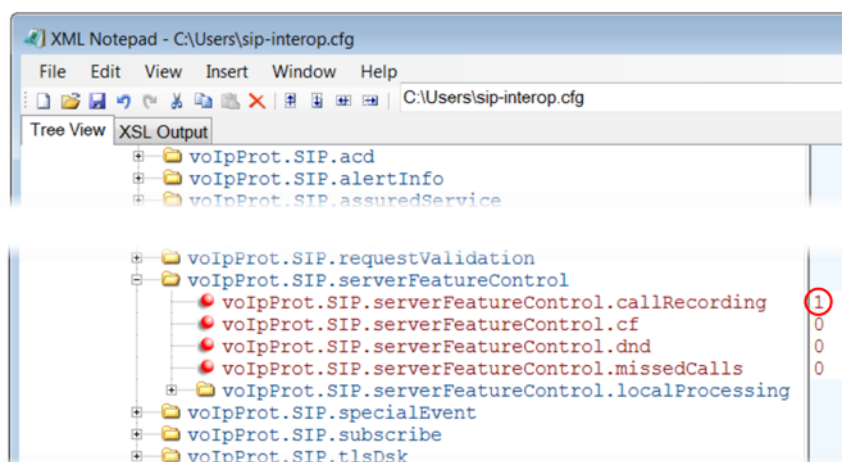 XML Notepad - C:\Users\sip-interop.cfg
File Edit View Insert Window Help
C:\Users\sip-interop.cfg
Tree View XSL Output
voIpProt.SIP.acd
voIpProt.SIP.alertInfo
voIpProt.SIP.assuredService
voIpProt.SIP.requestValidation
voIpProt.SIP.serverFeatureControl
voIpProt.SIP.serverFeatureControl.callRecording 1
voIpProt.SIP.serverFeatureControl.cf 0
voIpProt.SIP.serverFeatureControl.dnd 0
voIpProt.SIP.serverFeatureControl.missedCalls 0
voIpProt.SIP.serverFeatureControl.localProcessing
voIpProt.SIP.specialEvent
voIpProt.SIP.subscribe
voIpProt.SIP.tlsDsk